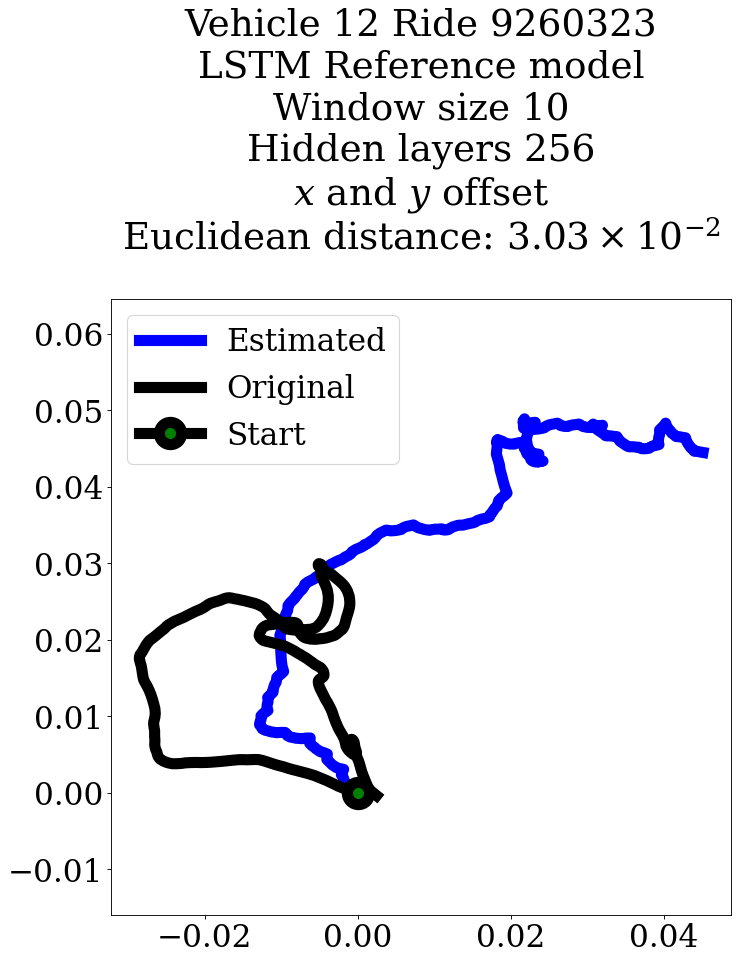 Vehicle 12 Ride 9260323
LSTM Reference model
Window size 10
Hidden layers 256
x and y offset
Euclidean distance: 3.03 × 10⁻²
Estimated
Original
Start
0.06
0.05
0.04
0.03
0.02
0.01
0.00
−0.01
−0.02
0.00
0.02
0.04